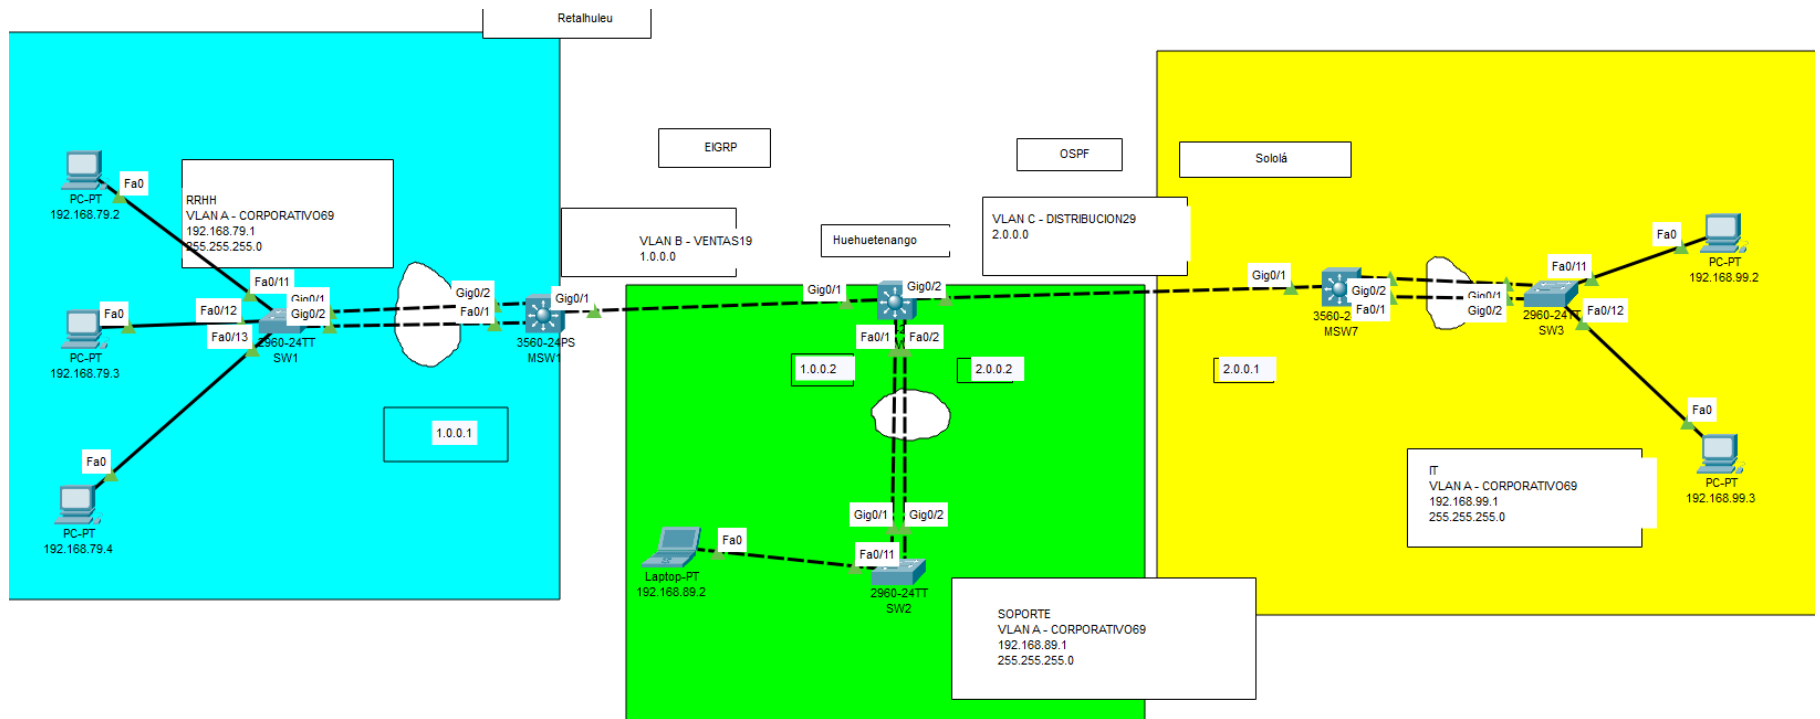 Retalhuleu
EIGRP
OSPF
Sololá
PC-PT
192.168.79.2
Fa0
RRHH
VLAN A - CORPORATIVO69
192.168.79.1
255.255.255.0
Fa0
PC-PT
192.168.79.3
Fa0
PC-PT
192.168.79.4
Fa0/11
Fa0/12
Fa0/13
Gig0/1
Gig0/2
2960-24TT
SW1
Gig0/2
Fa0/1
Gig0/1
3560-24PS
MSW1
1.0.0.1
VLAN B - VENTAS19
1.0.0.0
Huehuetenango
VLAN C - DISTRIBUCION29
2.0.0.0
Gig0/1
Gig0/2
Fa0/1
Fa0/2
1.0.0.2
2.0.0.2
Gig0/1
Gig0/2
Fa0
Fa0/11
Laptop-PT
192.168.89.2
2960-24TT
SW2
SOPORTE
VLAN A - CORPORATIVO69
192.168.89.1
255.255.255.0
Gig0/1
Gig0/2
Fa0/1
MSW7
2.0.0.1
Gig0/1
Gig0/2
Fa0/11
Fa0/12
2960-24TT
SW3
Fa0
PC-PT
192.168.99.2
Fa0
PC-PT
192.168.99.3
IT
VLAN A - CORPORATIVO69
192.168.99.1
255.255.255.0